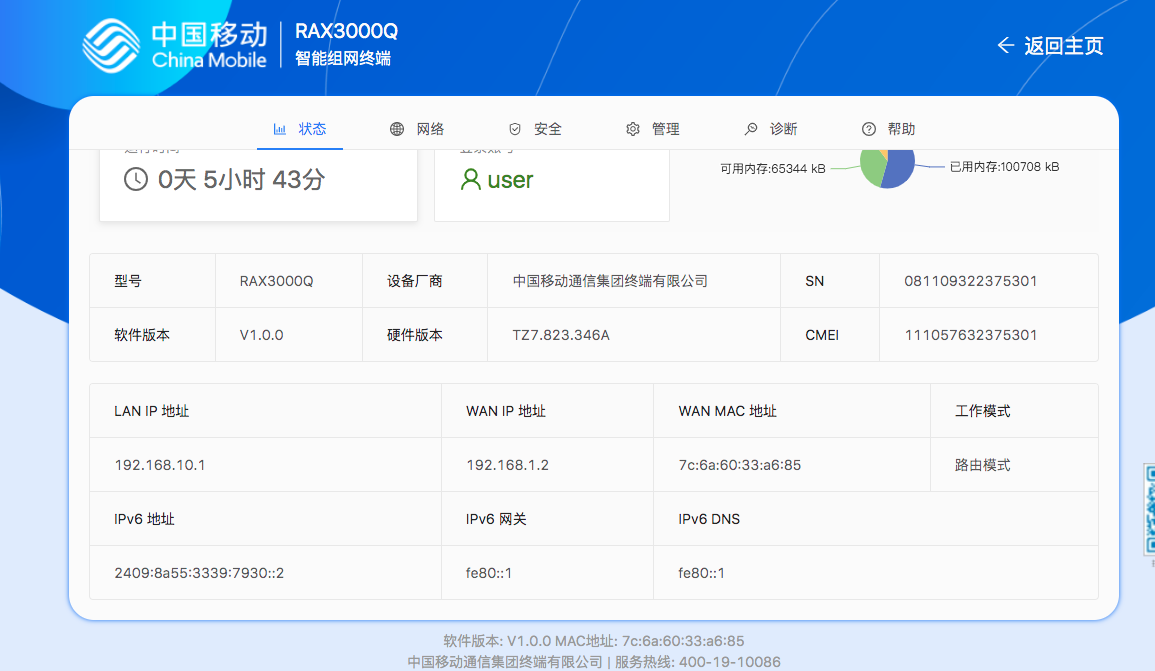 中国移动
China Mobile
RAX3000Q
智能组网终端
返回主页
状态 网络 安全 管理 诊断 帮助
0天 5小时 43分
user
可用内存:65344 kB
已用内存:100708 kB
型号 RAX3000Q 设备厂商 中国移动通信集团终端有限公司 SN 081109322375301
软件版本 V1.0.0 硬件版本 TZ7.823.346A CMEI 111057632375301
LAN IP 地址 WAN IP 地址 WAN MAC 地址 工作模式
192.168.10.1 192.168.1.2 7c:6a:60:33:a6:85 路由模式
IPv6 地址 IPv6 网关 IPv6 DNS
2409:8a55:3339:7930::2 fe80::1 fe80::1
软件版本: V1.0.0 MAC地址: 7c:6a:60:33:a6:85
中国移动通信集团终端有限公司 | 服务热线: 400-19-10086